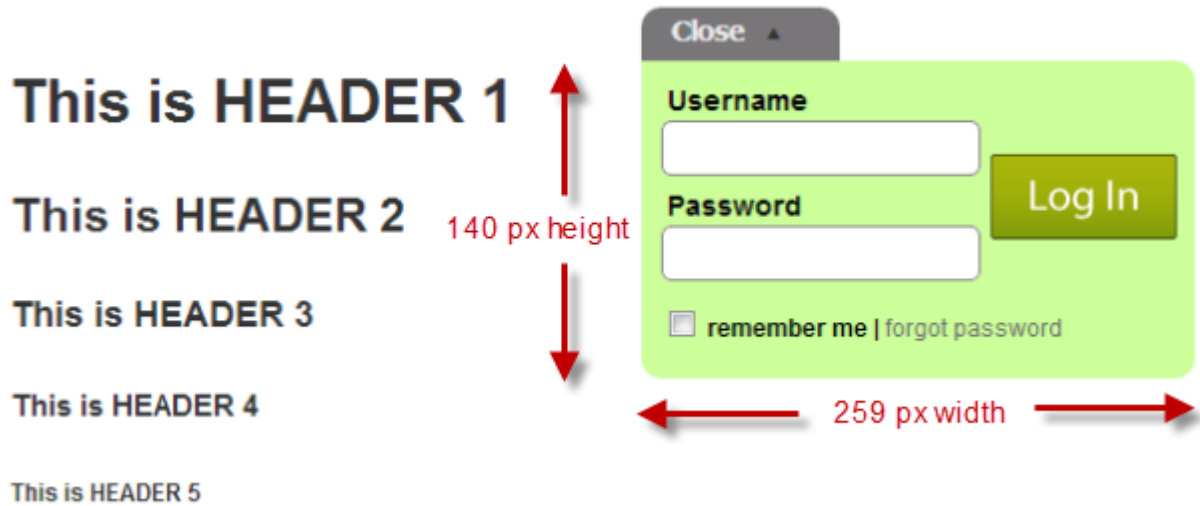 Close ▲
This is HEADER 1
Username
This is HEADER 2
140 px height
Password
Log In
This is HEADER 3
remember me | forgot password
This is HEADER 4
259 px width
This is HEADER 5